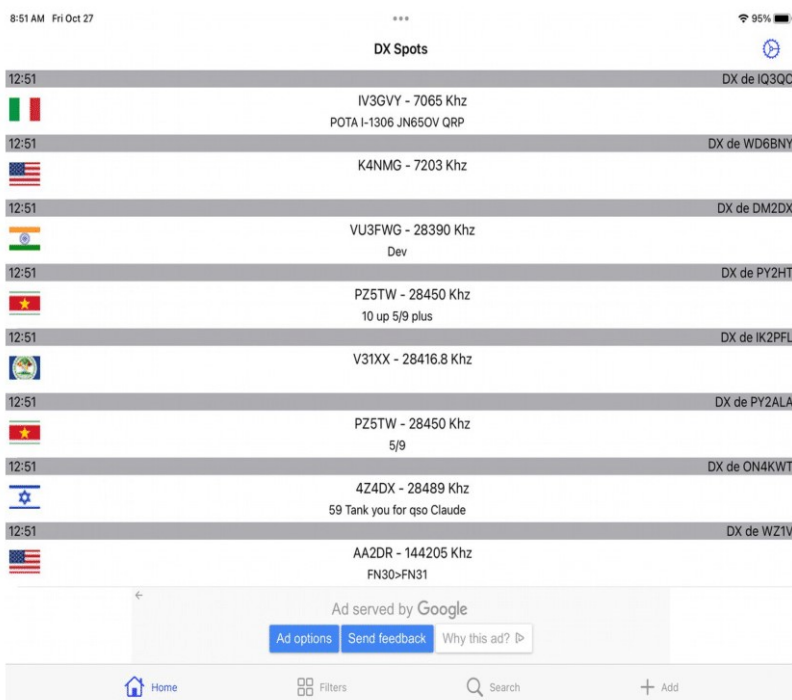 8:51 AM Fri Oct 27
95%
DX Spots
12:51 DX de IQ3QC
IV3GVY - 7065 Khz
POTA I-1306 JN65OV QRP
12:51 DX de WD6BNY
K4NMG - 7203 Khz
12:51 DX de DM2DX
VU3FWG - 28390 Khz
Dev
12:51 DX de PY2HT
PZ5TW - 28450 Khz
10 up 5/9 plus
12:51 DX de IK2PFL
V31XX - 28416.8 Khz
12:51 DX de PY2ALA
PZ5TW - 28450 Khz
5/9
12:51 DX de ON4KWT
4Z4DX - 28489 Khz
59 Tank you for qso Claude
12:51 DX de WZ1V
AA2DR - 144205 Khz
FN30>FN31
Ad served by Google
Ad options Send feedback Why this ad?
Home Filters Search Add